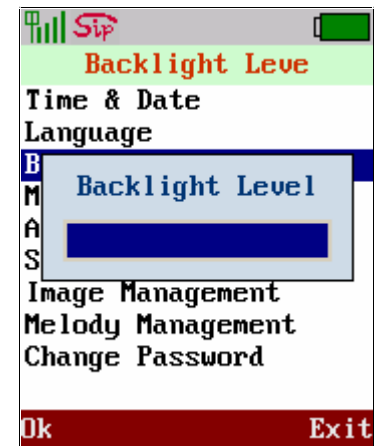 Sip
Backlight Leve
Time & Date
Language
B
M
Backlight Level
A
S
Image Management
Melody Management
Change Password
Ok Exit